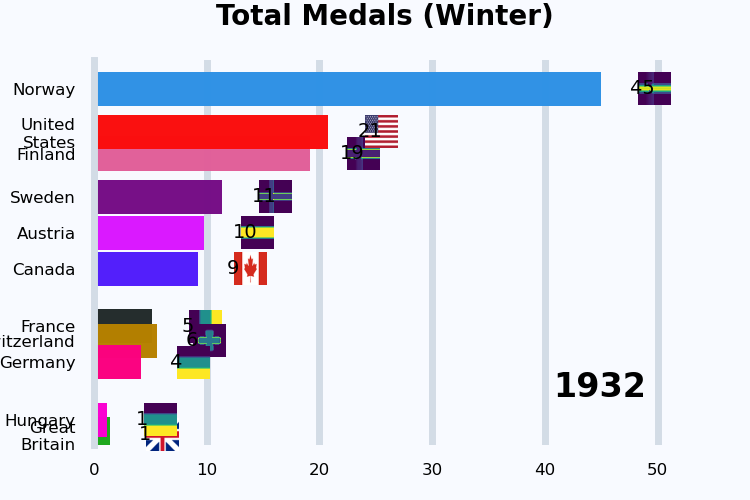 Total Medals (Winter)
Norway 45
United
States 21
Finland 19
Sweden 11
Austria 10
Canada 9
France 5
itzerland 6
Germany 4
1932
Hungary 1
Great
Britain 1
0 10 20 30 40 50